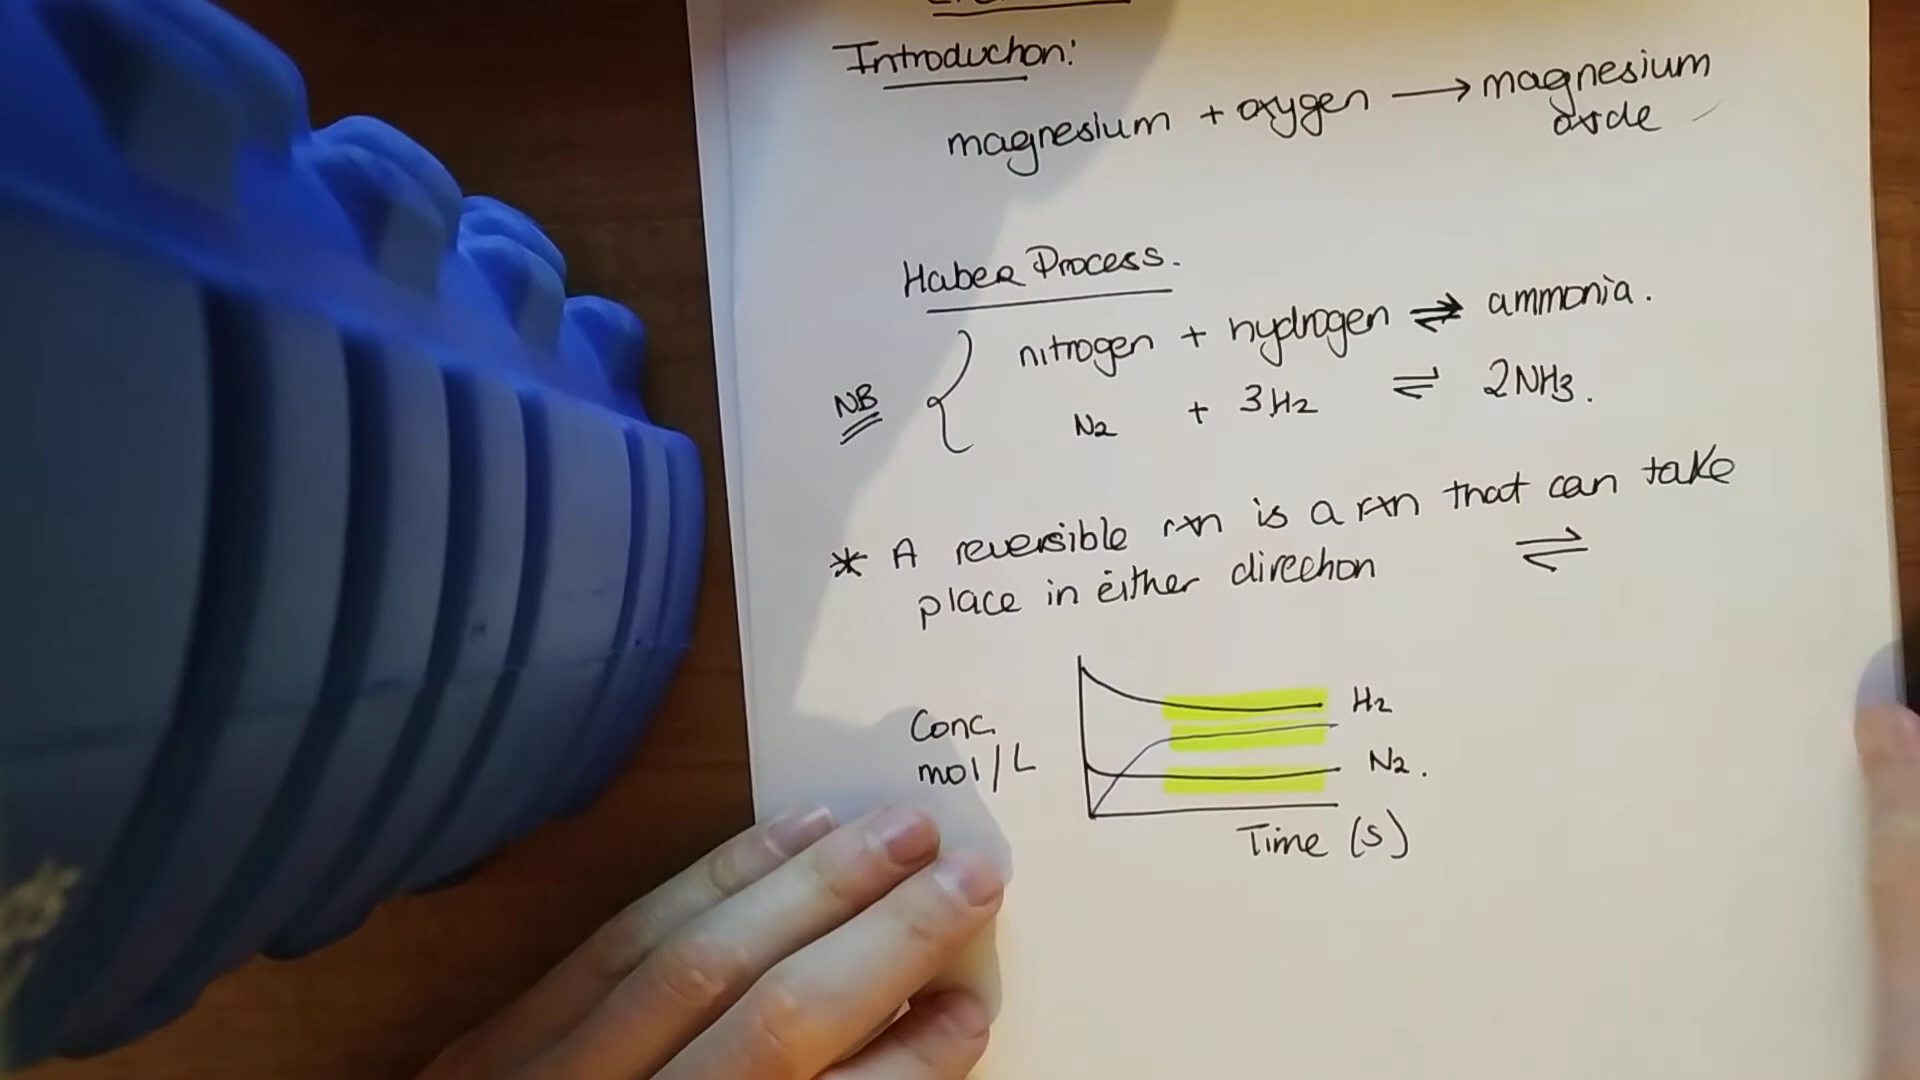 Introduction:
magnesium + oxygen → magnesium
oxide
Haber Process.
nitrogen + hydrogen ⇌ ammonia.
NB
N2 + 3H2 ⇌ 2NH3.
* A reversible rxn is a rxn that can take
place in either direction ⇌
Conc.
mol/L
H2
N2.
Time (s)